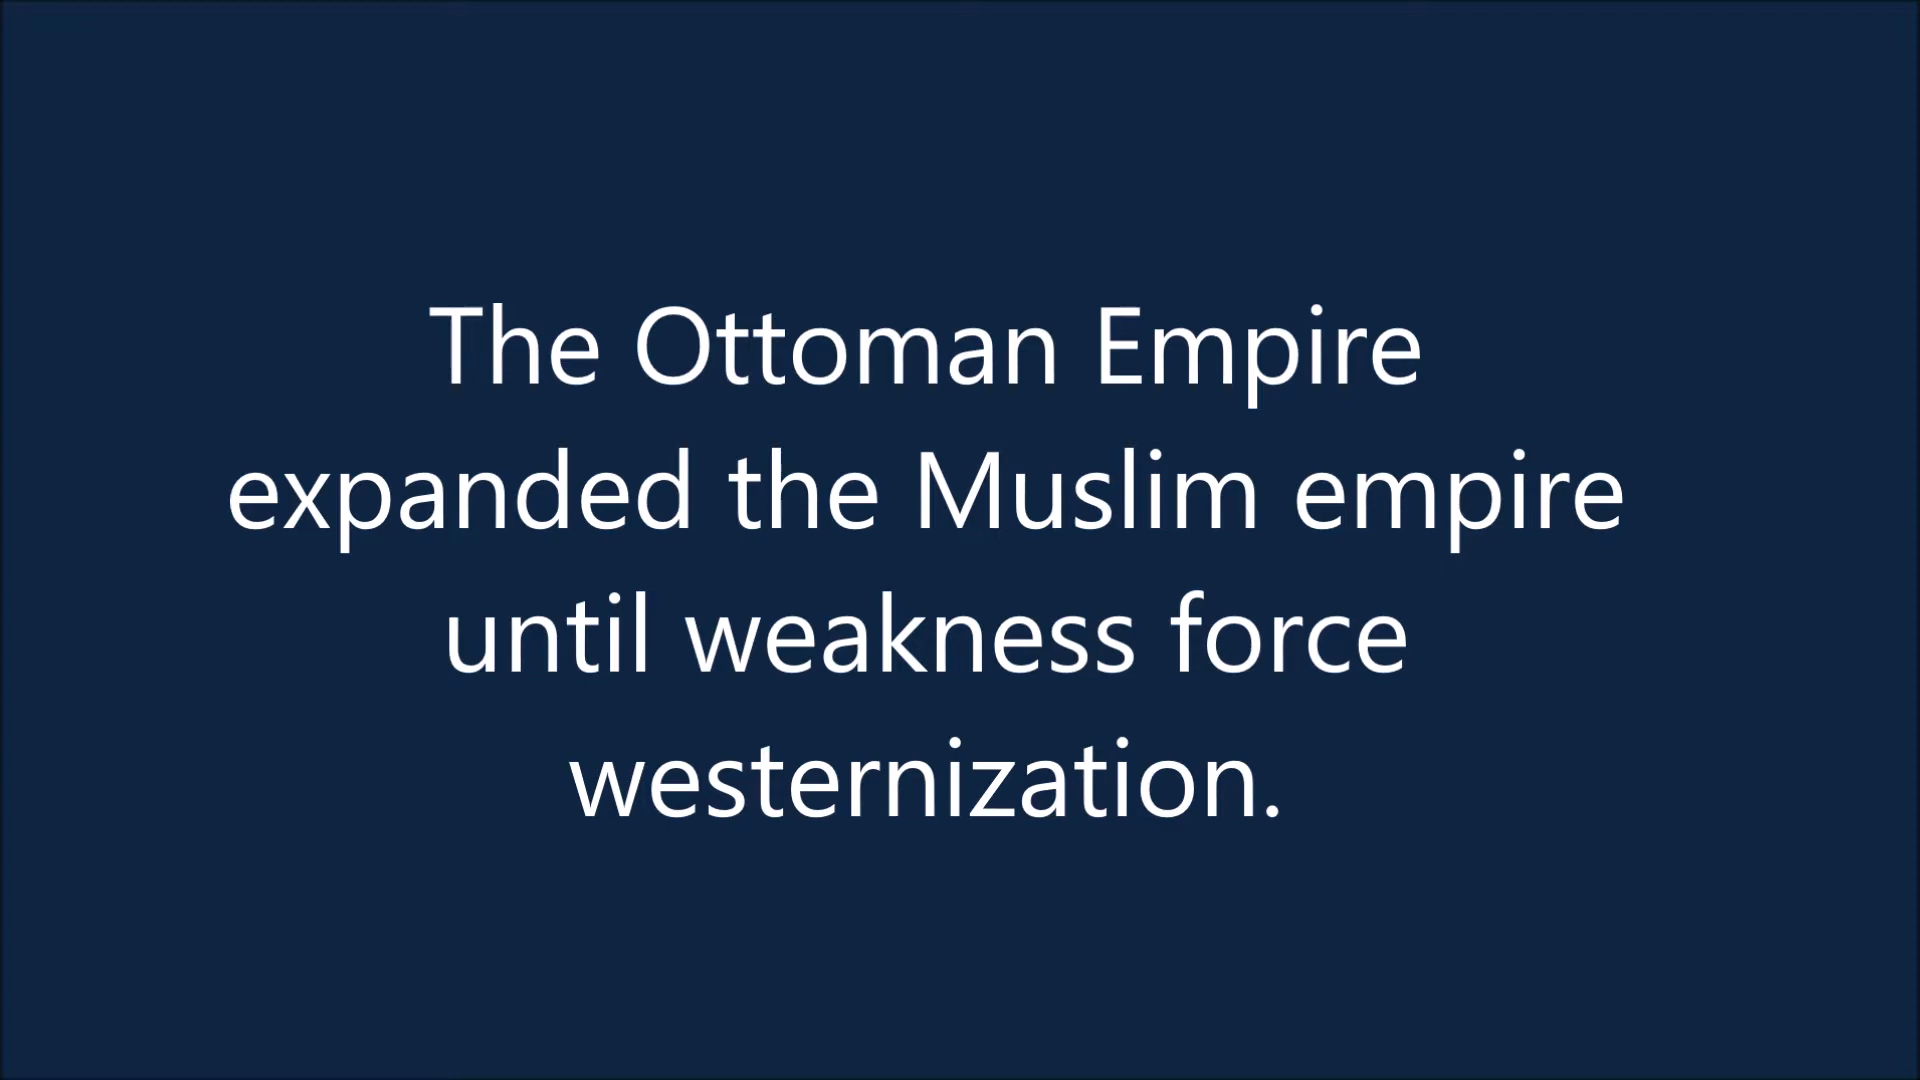 The Ottoman Empire
expanded the Muslim empire
until weakness force
westernization.